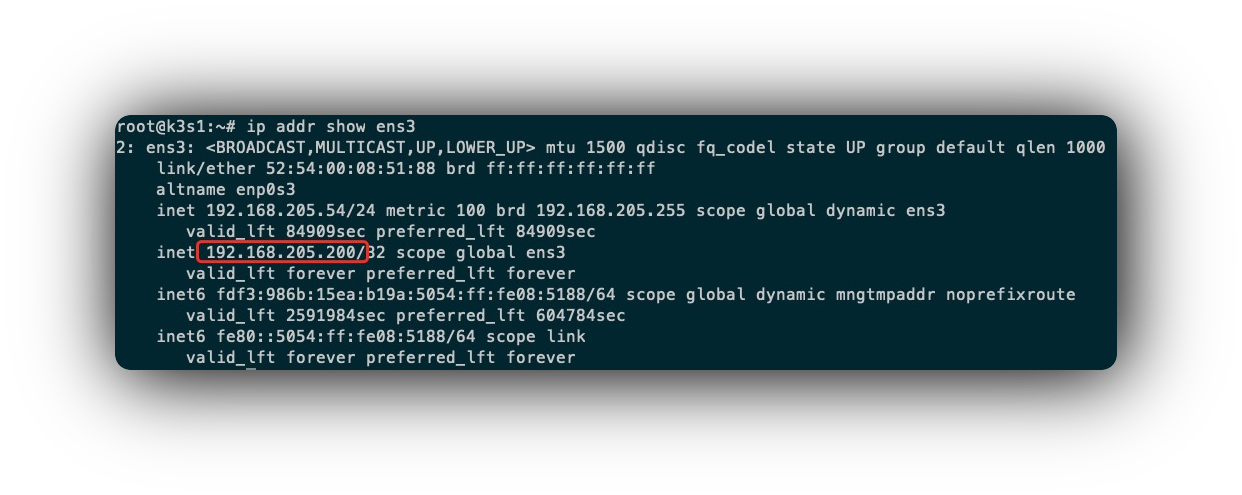 root@k3s1:~# ip addr show ens3
2: ens3: <BROADCAST,MULTICAST,UP,LOWER_UP> mtu 1500 qdisc fq_codel state UP group default qlen 1000
link/ether 52:54:00:08:51:88 brd ff:ff:ff:ff:ff:ff
altname enp0s3
inet 192.168.205.54/24 metric 100 brd 192.168.205.255 scope global dynamic ens3
valid_lft 84909sec preferred_lft 84909sec
inet 192.168.205.200/32 scope global ens3
valid_lft forever preferred_lft forever
inet6 fdf3:986b:15ea:b19a:5054:ff:fe08:5188/64 scope global dynamic mngtmpaddr noprefixroute
valid_lft 2591984sec preferred_lft 604784sec
inet6 fe80::5054:ff:fe08:5188/64 scope link
valid_lft forever preferred_lft forever